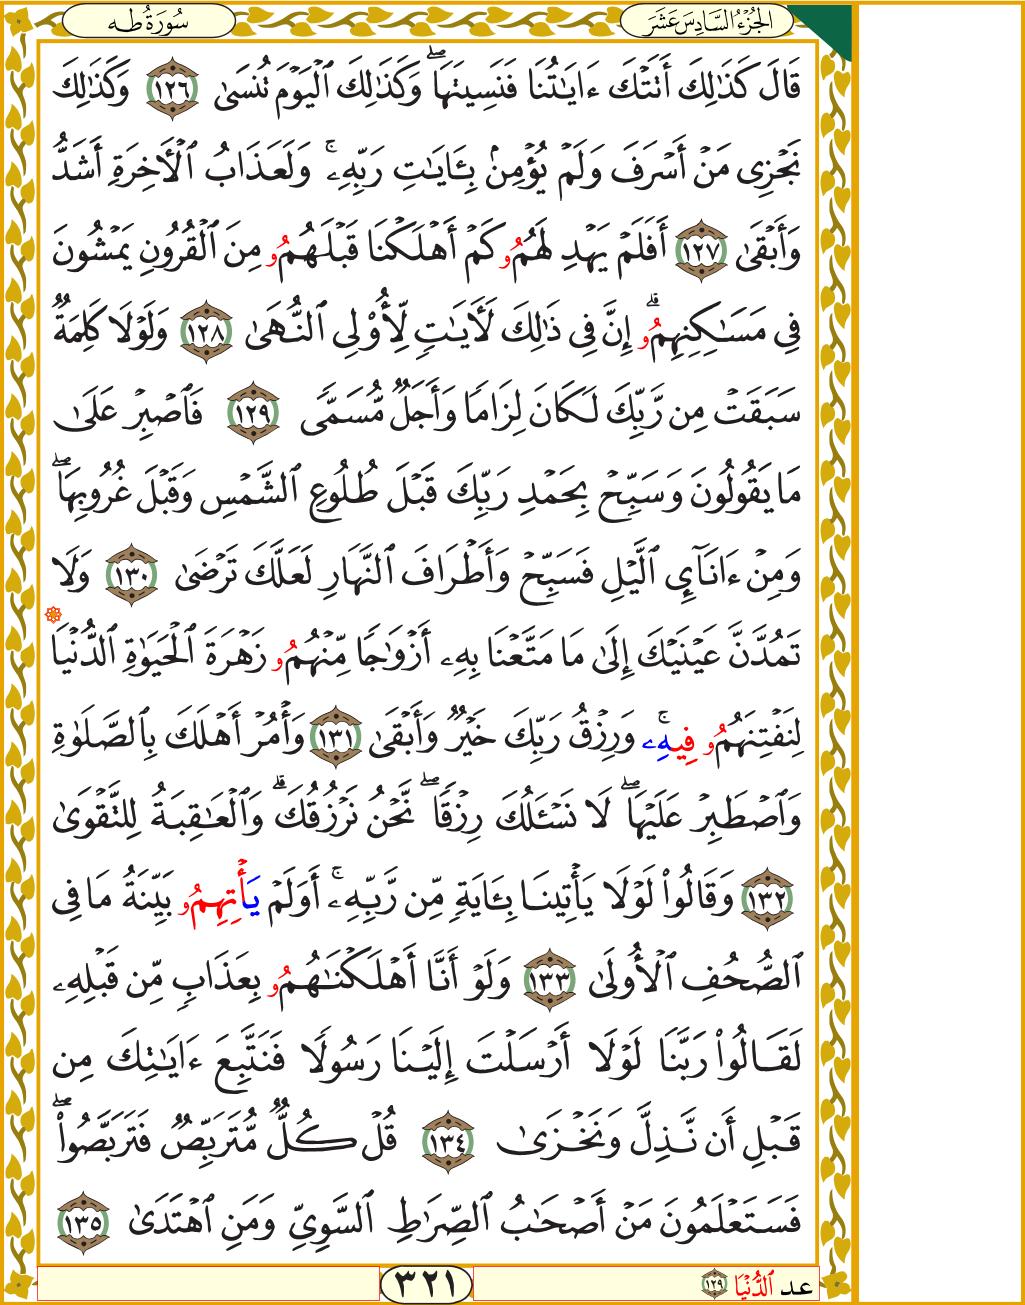 الجُزْءُ السَّادِسَ عَشَرَ
سُورَةُ طه
قَالَ كَذَٰلِكَ أَتَتْكَ ءَايَٰتُنَا فَنَسِيتَهَا ۖ وَكَذَٰلِكَ ٱلْيَوْمَ تُنسَىٰ ١٢٦ وَكَذَٰلِكَ
نَجْزِى مَنْ أَسْرَفَ وَلَمْ يُؤْمِنۢ بِـَٔايَٰتِ رَبِّهِۦ ۚ وَلَعَذَابُ ٱلْءَاخِرَةِ أَشَدُّ
وَأَبْقَىٰٓ ١٢٧ أَفَلَمْ يَهْدِ لَهُمُو كَمْ أَهْلَكْنَا قَبْلَهُمُو مِنَ ٱلْقُرُونِ يَمْشُونَ
فِى مَسَٰكِنِهِمُو ۗ إِنَّ فِى ذَٰلِكَ لَءَايَٰتٍ لِّأُو۟لِى ٱلنُّهَىٰ ١٢٨ وَلَوْلَا كَلِمَةٌ
سَبَقَتْ مِن رَّبِّكَ لَكَانَ لِزَامًا وَأَجَلٌ مُّسَمًّى ١٢٩ فَٱصْبِرْ عَلَىٰ
مَا يَقُولُونَ وَسَبِّحْ بِحَمْدِ رَبِّكَ قَبْلَ طُلُوعِ ٱلشَّمْسِ وَقَبْلَ غُرُوبِهَا ۖ
وَمِنْ ءَانَآئِ ٱلَّيْلِ فَسَبِّحْ وَأَطْرَافَ ٱلنَّهَارِ لَعَلَّكَ تَرْضَىٰ ١٣٠ وَلَا
تَمُدَّنَّ عَيْنَيْكَ إِلَىٰ مَا مَتَّعْنَا بِهِۦ أَزْوَٰجًا مِّنْهُمُو زَهْرَةَ ٱلْحَيَوٰةِ ٱلدُّنْيَا
لِنَفْتِنَهُمُو فِيهِۦ ۚ وَرِزْقُ رَبِّكَ خَيْرٌ وَأَبْقَىٰ ١٣١ وَأْمُرْ أَهْلَكَ بِٱلصَّلَوٰةِ
وَٱصْطَبِرْ عَلَيْهَا ۖ لَا نَسْـَٔلُكَ رِزْقًا ۖ نَّحْنُ نَرْزُقُكَ ۗ وَٱلْعَٰقِبَةُ لِلتَّقْوَىٰ
١٣٢ وَقَالُوا۟ لَوْلَا يَأْتِينَا بِـَٔايَةٍ مِّن رَّبِّهِۦٓ ۚ أَوَلَمْ يَأْتِهِمُو بَيِّنَةُ مَا فِى
ٱلصُّحُفِ ٱلْأُولَىٰ ١٣٣ وَلَوْ أَنَّا أَهْلَكْنَٰهُمُو بِعَذَابٍ مِّن قَبْلِهِۦ
لَقَالُوا۟ رَبَّنَا لَوْلَا أَرْسَلْتَ إِلَيْنَا رَسُولًا فَنَتَّبِعَ ءَايَٰتِكَ مِن
قَبْلِ أَن نَّذِلَّ وَنَخْزَىٰ ١٣٤ قُلْ كُلٌّ مُّتَرَبِّصٌ فَتَرَبَّصُوا۟ ۖ
فَسَتَعْلَمُونَ مَنْ أَصْحَٰبُ ٱلصِّرَٰطِ ٱلسَّوِىِّ وَمَنِ ٱهْتَدَىٰ ١٣٥
عد ٱلدُّنْيَا ١٢٩
٣٢١